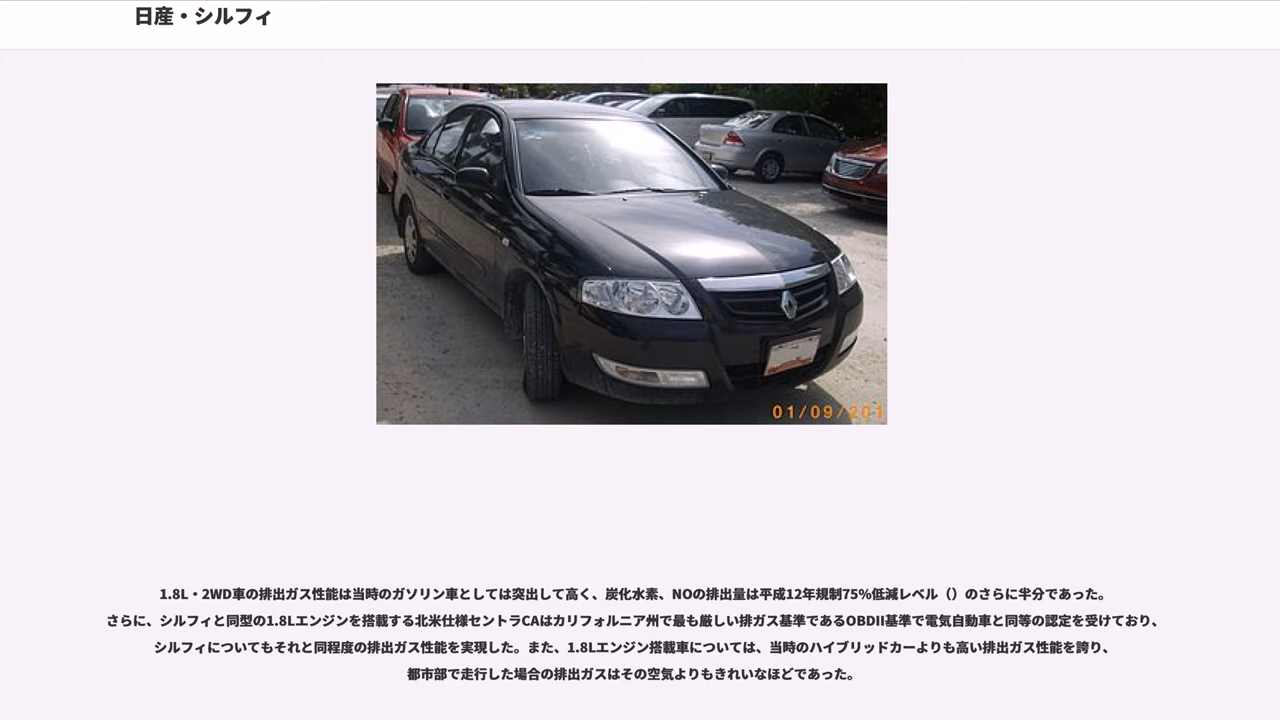 日産・シルフィ
01/09/201
1.8L・2WD車の排出ガス性能は当時のガソリン車としては突出して高く、炭化水素、NOの排出量は平成12年規制75%低減レベル（）のさらに半分であった。
さらに、シルフィと同型の1.8Lエンジンを搭載する北米仕様セントラCAはカリフォルニア州で最も厳しい排ガス基準であるOBDII基準で電気自動車と同等の認定を受けており、
シルフィについてもそれと同程度の排出ガス性能を実現した。また、1.8Lエンジン搭載車については、当時のハイブリッドカーよりも高い排出ガス性能を誇り、
都市部で走行した場合の排出ガスはその空気よりもきれいなほどであった。